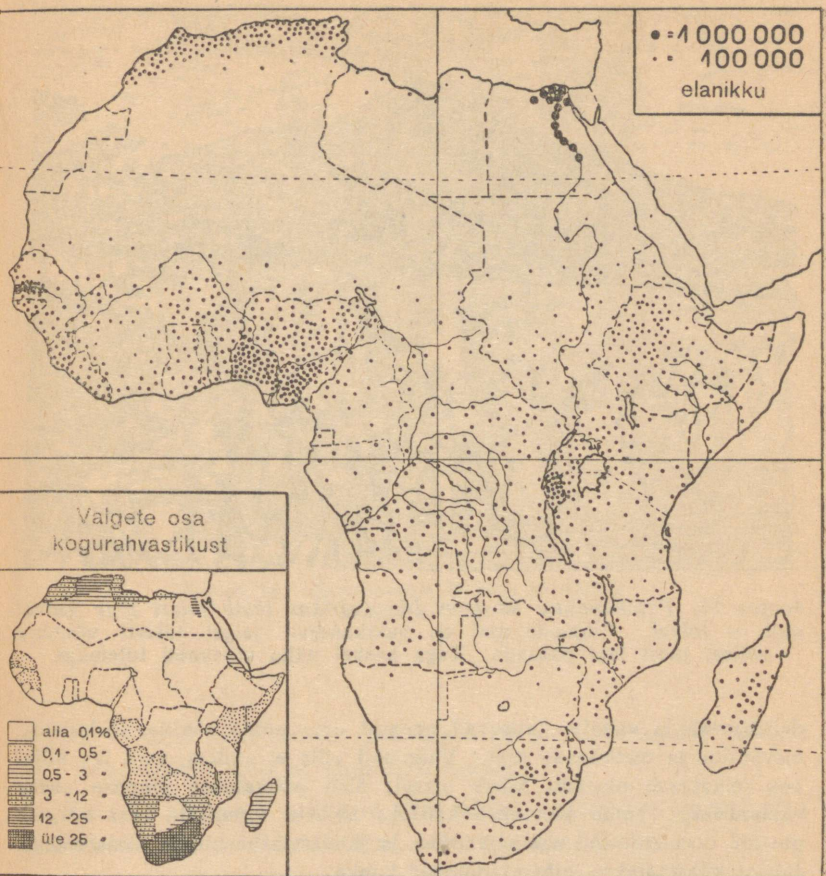 • = 1 000 000
· = 100 000
elanikku
Valgete osa
kogurahvastikust
alla 0,1%
0,1 - 0,5 "
0,5 - 3 "
3 - 12 "
12 - 25 "
üle 25 "